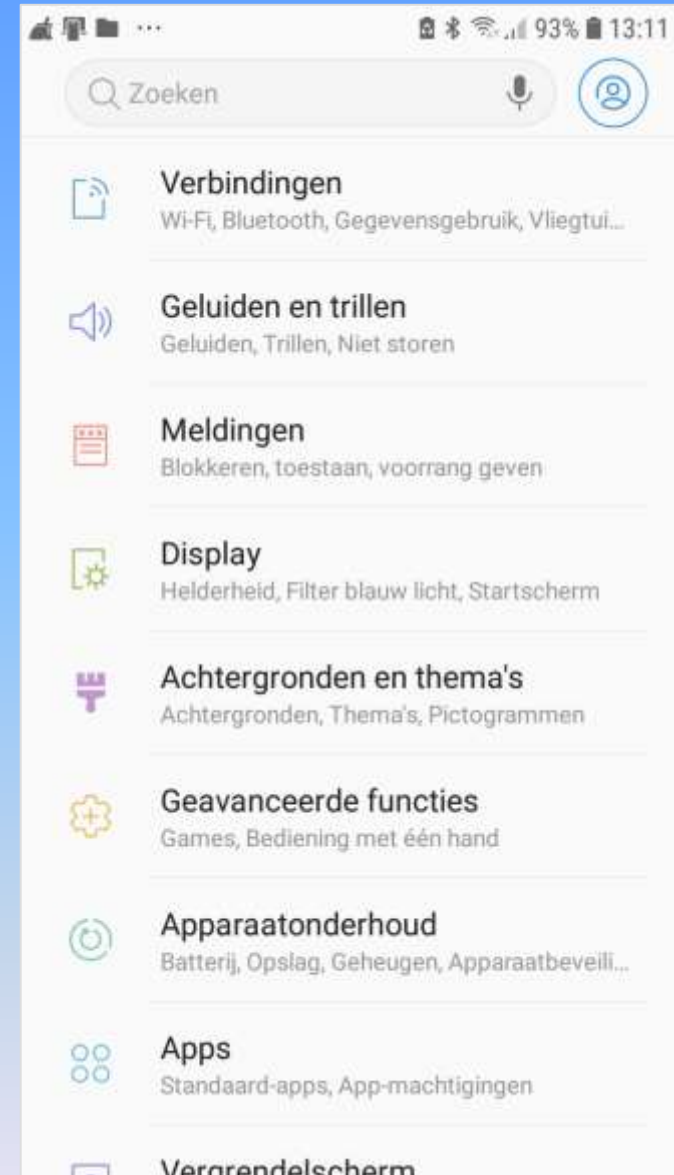 93% 13:11
Zoeken
Verbindingen
Wi-Fi, Bluetooth, Gegevensgebruik, Vliegtui...
Geluiden en trillen
Geluiden, Trillen, Niet storen
Meldingen
Blokkeren, toestaan, voorrang geven
Display
Helderheid, Filter blauw licht, Startscherm
Achtergronden en thema's
Achtergronden, Thema's, Pictogrammen
Geavanceerde functies
Games, Bediening met één hand
Apparaatonderhoud
Batterij, Opslag, Geheugen, Apparaatbeveili...
Apps
Standaard-apps, App-machtigingen
Vergrendelscherm